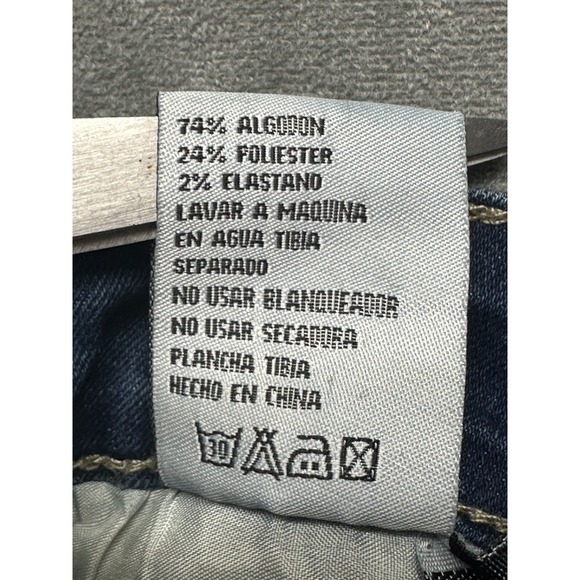 74% ALGODON
24% POLIESTER
2% ELASTANO
LAVAR A MAQUINA
EN AGUA TIBIA
SEPARADO
NO USAR BLANQUEADOR
NO USAR SECADORA
PLANCHA TIBIA
HECHO EN CHINA
30